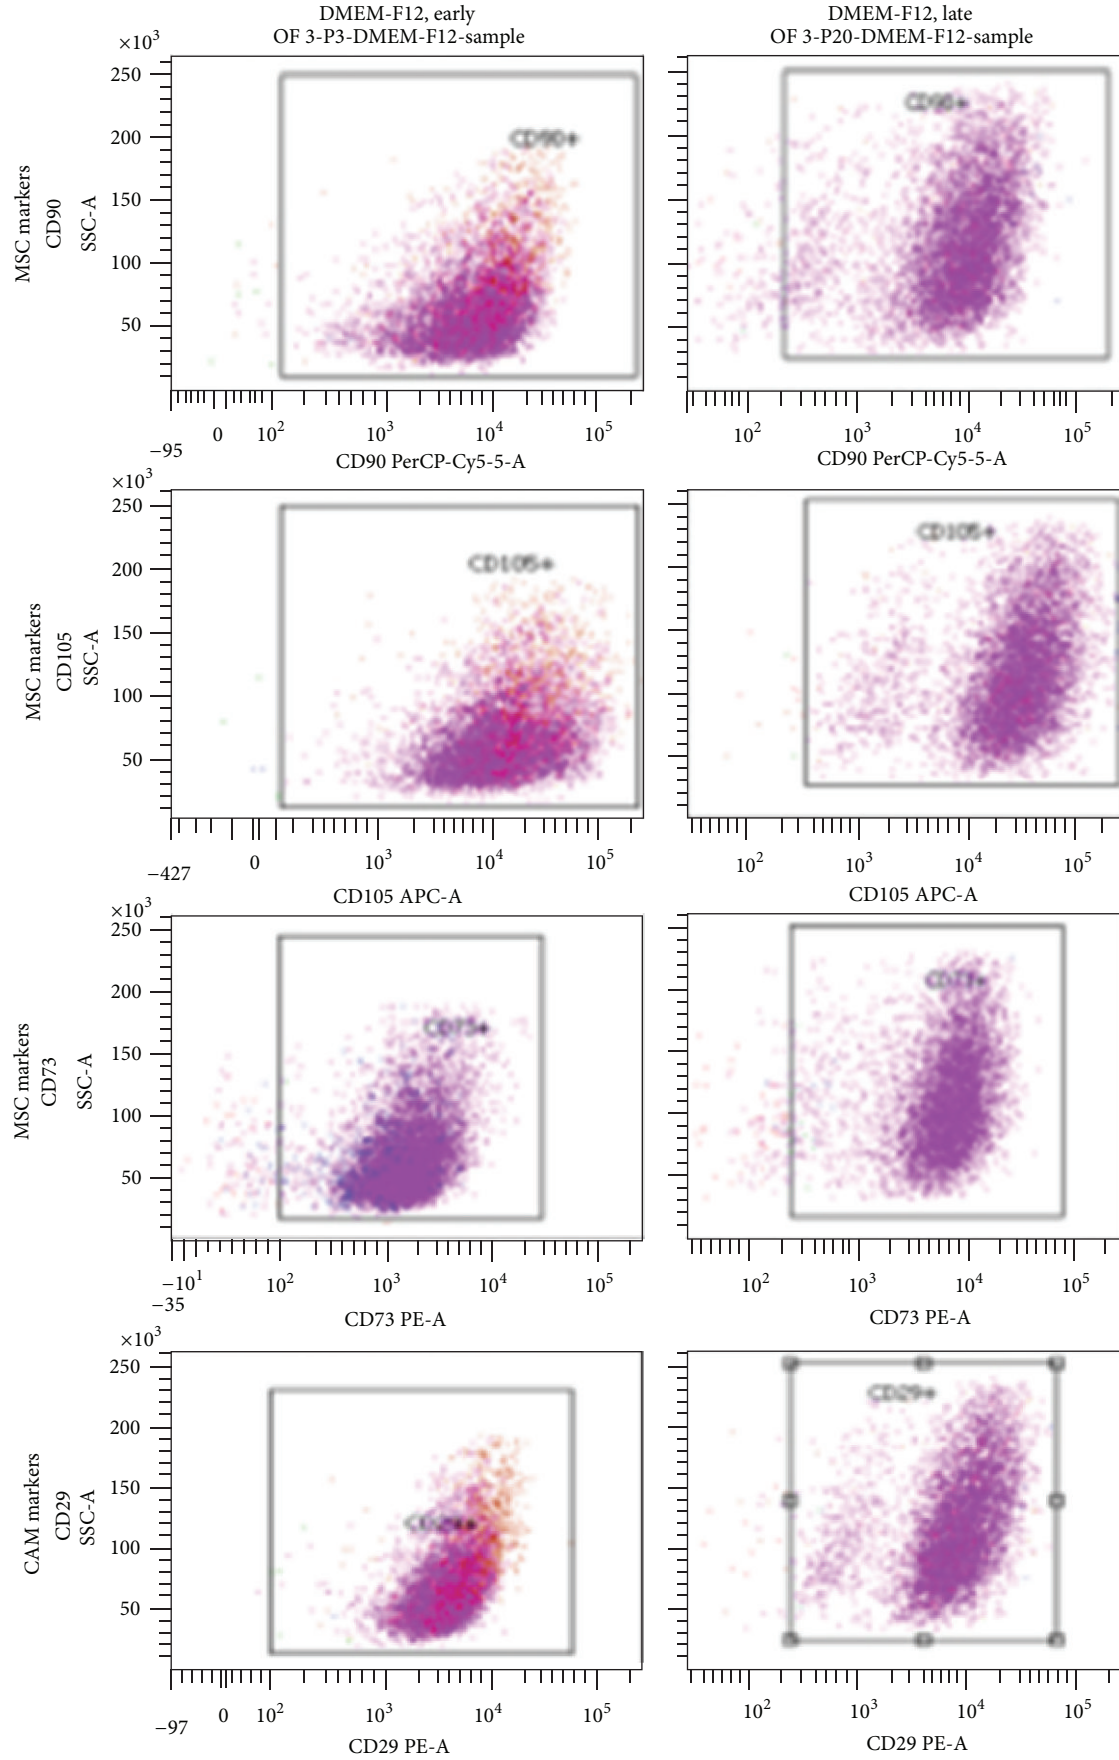 DMEM-F12, early
OF 3-P3-DMEM-F12-sample
DMEM-F12, late
OF 3-P20-DMEM-F12-sample
×10³
250
200
150
100
50
MSC markers
CD90
SSC-A
CD90+
CD90+
−95
0 10² 10³ 10⁴ 10⁵
CD90 PerCP-Cy5-5-A
10² 10³ 10⁴ 10⁵
CD90 PerCP-Cy5-5-A
×10³
250
200
150
100
50
MSC markers
CD105
SSC-A
CD105+
CD105+
−427
0 10³ 10⁴ 10⁵
CD105 APC-A
10² 10³ 10⁴ 10⁵
CD105 APC-A
×10³
250
200
150
100
50
MSC markers
CD73
SSC-A
CD73+
CD73+
−10¹ 10² 10³ 10⁴ 10⁵
−35
CD73 PE-A
10² 10³ 10⁴ 10⁵
CD73 PE-A
×10³
250
200
150
100
50
CAM markers
CD29
SSC-A
CD29+
CD29+
−97
0 10² 10³ 10⁴ 10⁵
CD29 PE-A
10² 10³ 10⁴ 10⁵
CD29 PE-A